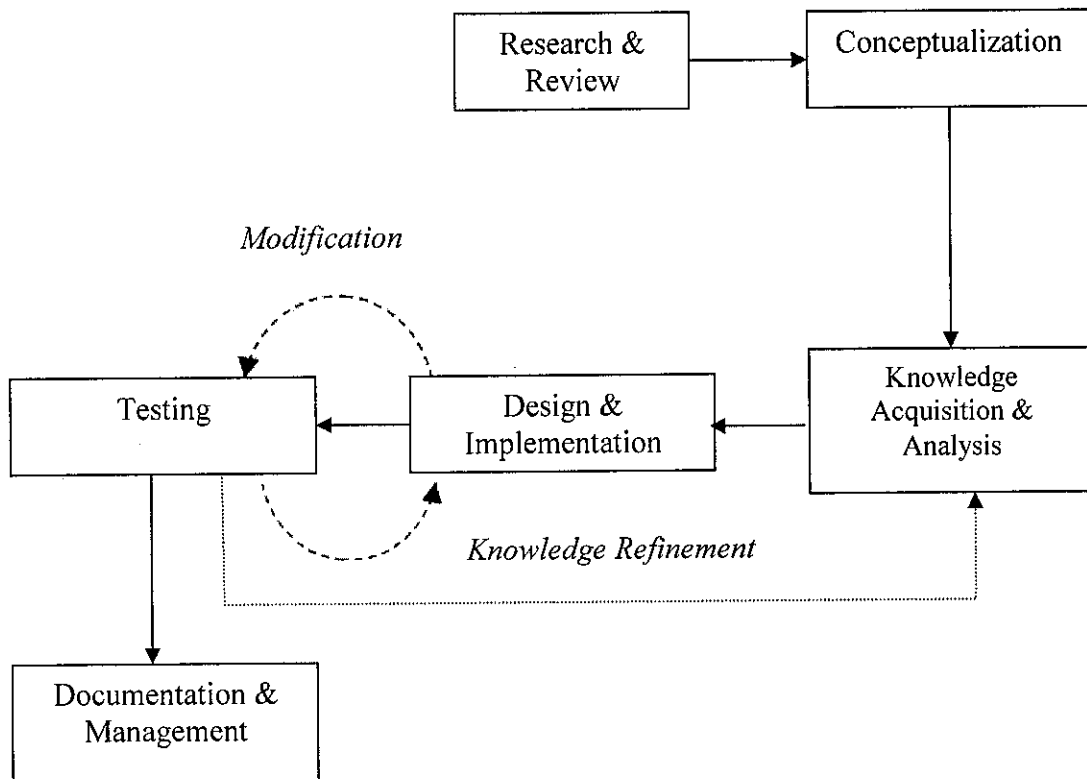 Research &
Review
Conceptualization
Modification
Knowledge
Acquisition &
Analysis
Testing
Design &
Implementation
Knowledge Refinement
Documentation &
Management